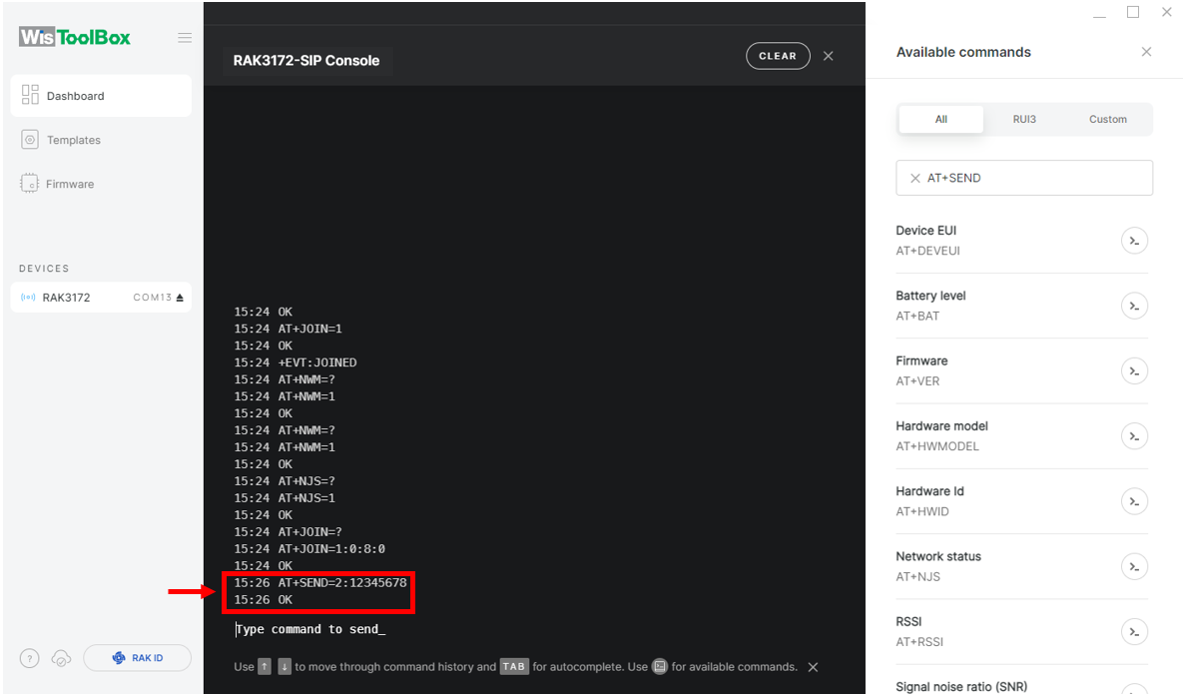 WisToolBox
Dashboard
Templates
Firmware
DEVICES
RAK3172 COM13
? RAK ID
RAK3172-SIP Console
CLEAR
15:24 OK
15:24 AT+JOIN=1
15:24 OK
15:24 +EVT:JOINED
15:24 AT+NWM=?
15:24 AT+NWM=1
15:24 OK
15:24 AT+NWM=?
15:24 AT+NWM=1
15:24 OK
15:24 AT+NJS=?
15:24 AT+NJS=1
15:24 OK
15:24 AT+JOIN=?
15:24 AT+JOIN=1:0:8:0
15:24 OK
15:26 AT+SEND=2:12345678
15:26 OK
Type command to send_
Use ↑ ↓ to move through command history and TAB for autocomplete. Use for available commands.
Available commands
All RUI3 Custom
AT+SEND
Device EUI
AT+DEVEUI
Battery level
AT+BAT
Firmware
AT+VER
Hardware model
AT+HWMODEL
Hardware Id
AT+HWID
Network status
AT+NJS
RSSI
AT+RSSI
Signal noise ratio (SNR)